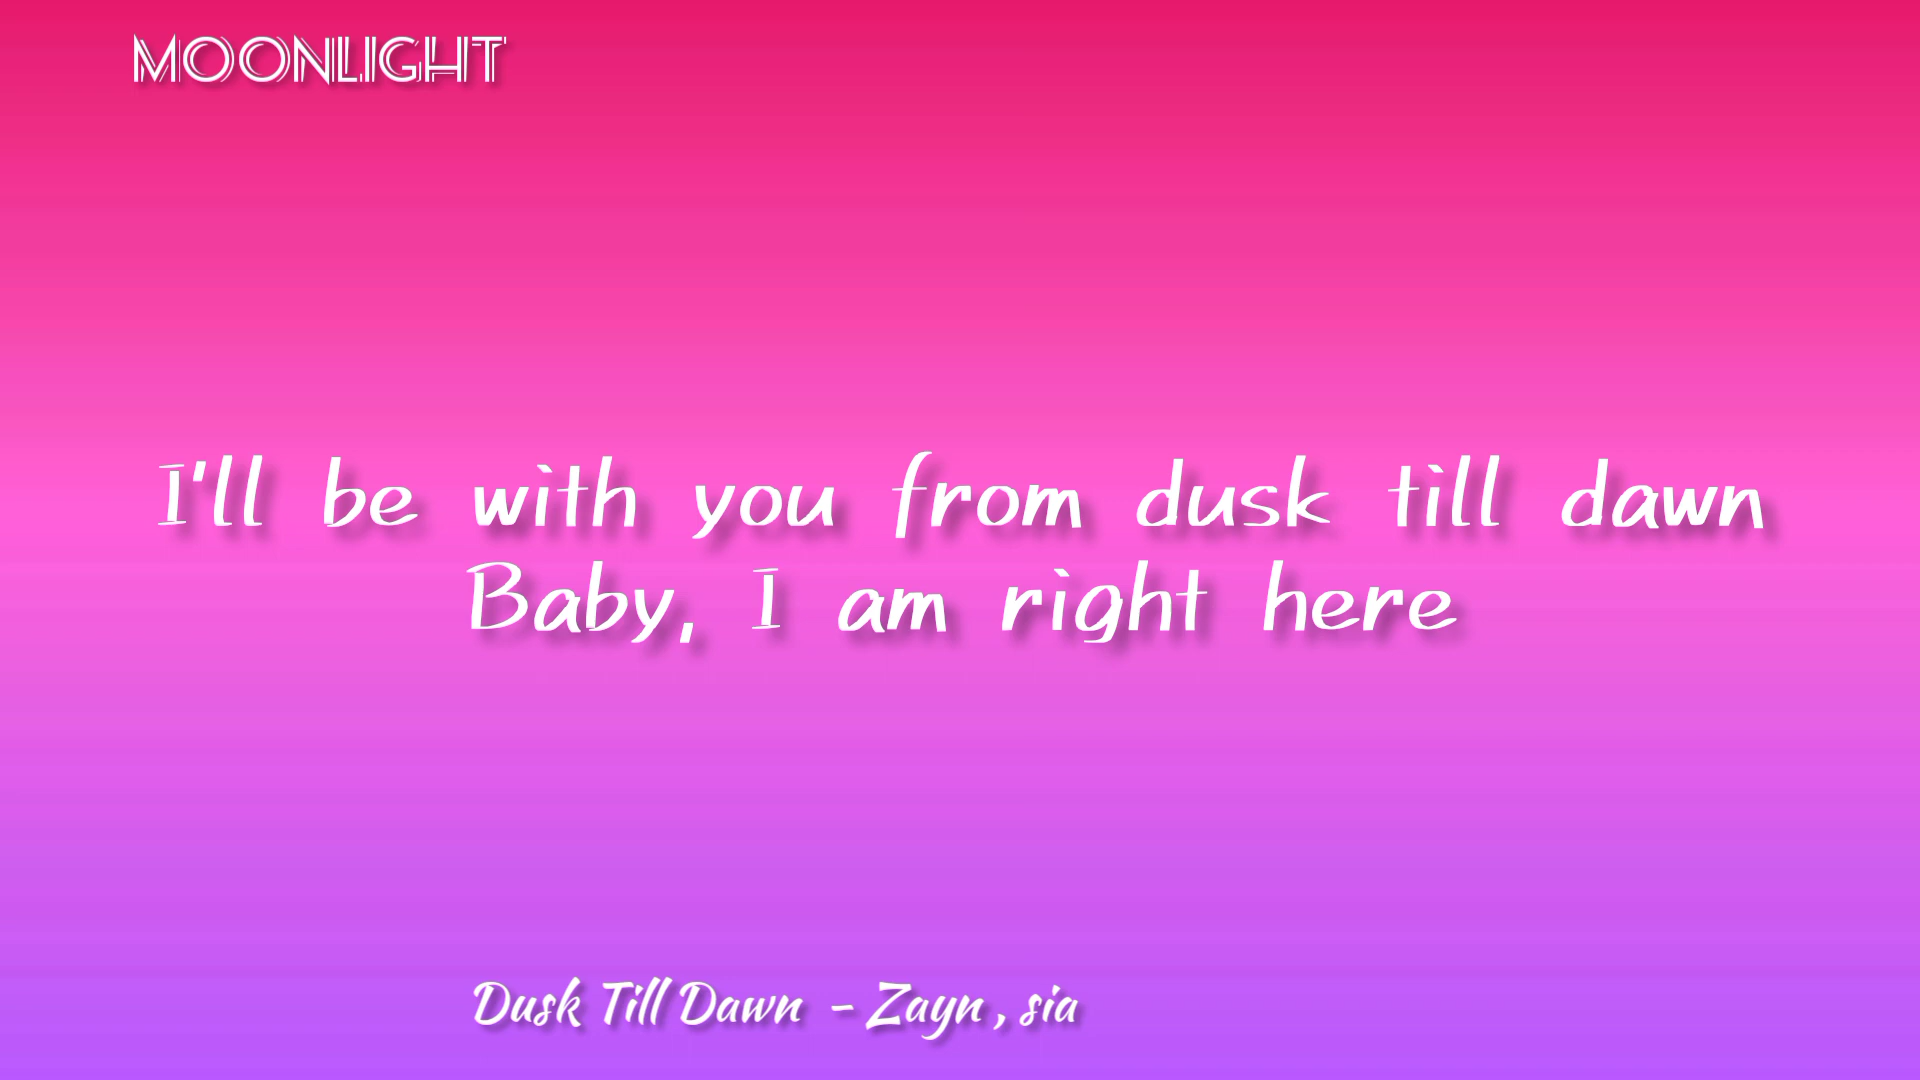 MOONLIGHT
I'll be with you from dusk till dawn
Baby, I am right here
Dusk Till Dawn - Zayn , sia